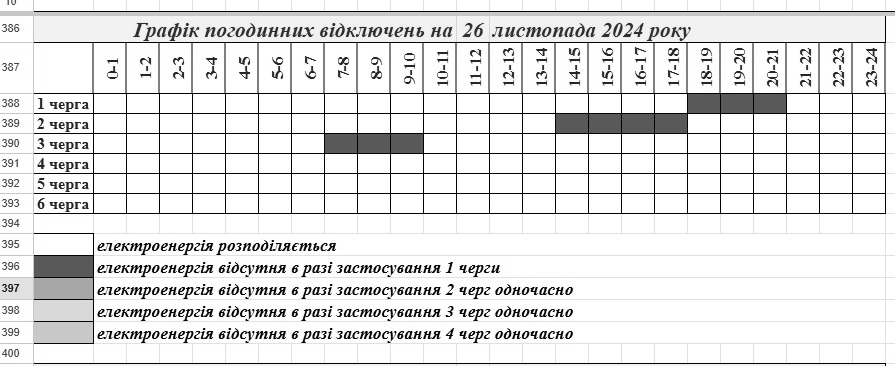 386 Графік погодинних відключень на 26 листопада 2024 року
387 0-1 1-2 2-3 3-4 4-5 5-6 6-7 7-8 8-9 9-10 10-11 11-12 12-13 13-14 14-15 15-16 16-17 17-18 18-19 19-20 20-21 21-22 22-23 23-24
388 1 черга
389 2 черга
390 3 черга
391 4 черга
392 5 черга
393 6 черга
394
395 електроенергія розподіляється
396 електроенергія відсутня в разі застосування 1 черги
397 електроенергія відсутня в разі застосування 2 черг одночасно
398 електроенергія відсутня в разі застосування 3 черг одночасно
399 електроенергія відсутня в разі застосування 4 черг одночасно
400